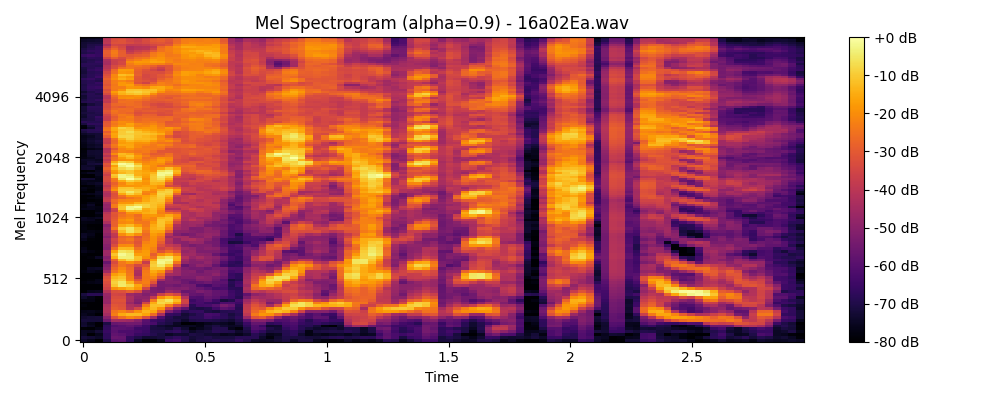 Mel Spectrogram (alpha=0.9) - 16a02Ea.wav
Mel Frequency
4096
2048
1024
512
0
0
0.5
1
1.5
2
2.5
Time
+0 dB
-10 dB
-20 dB
-30 dB
-40 dB
-50 dB
-60 dB
-70 dB
-80 dB